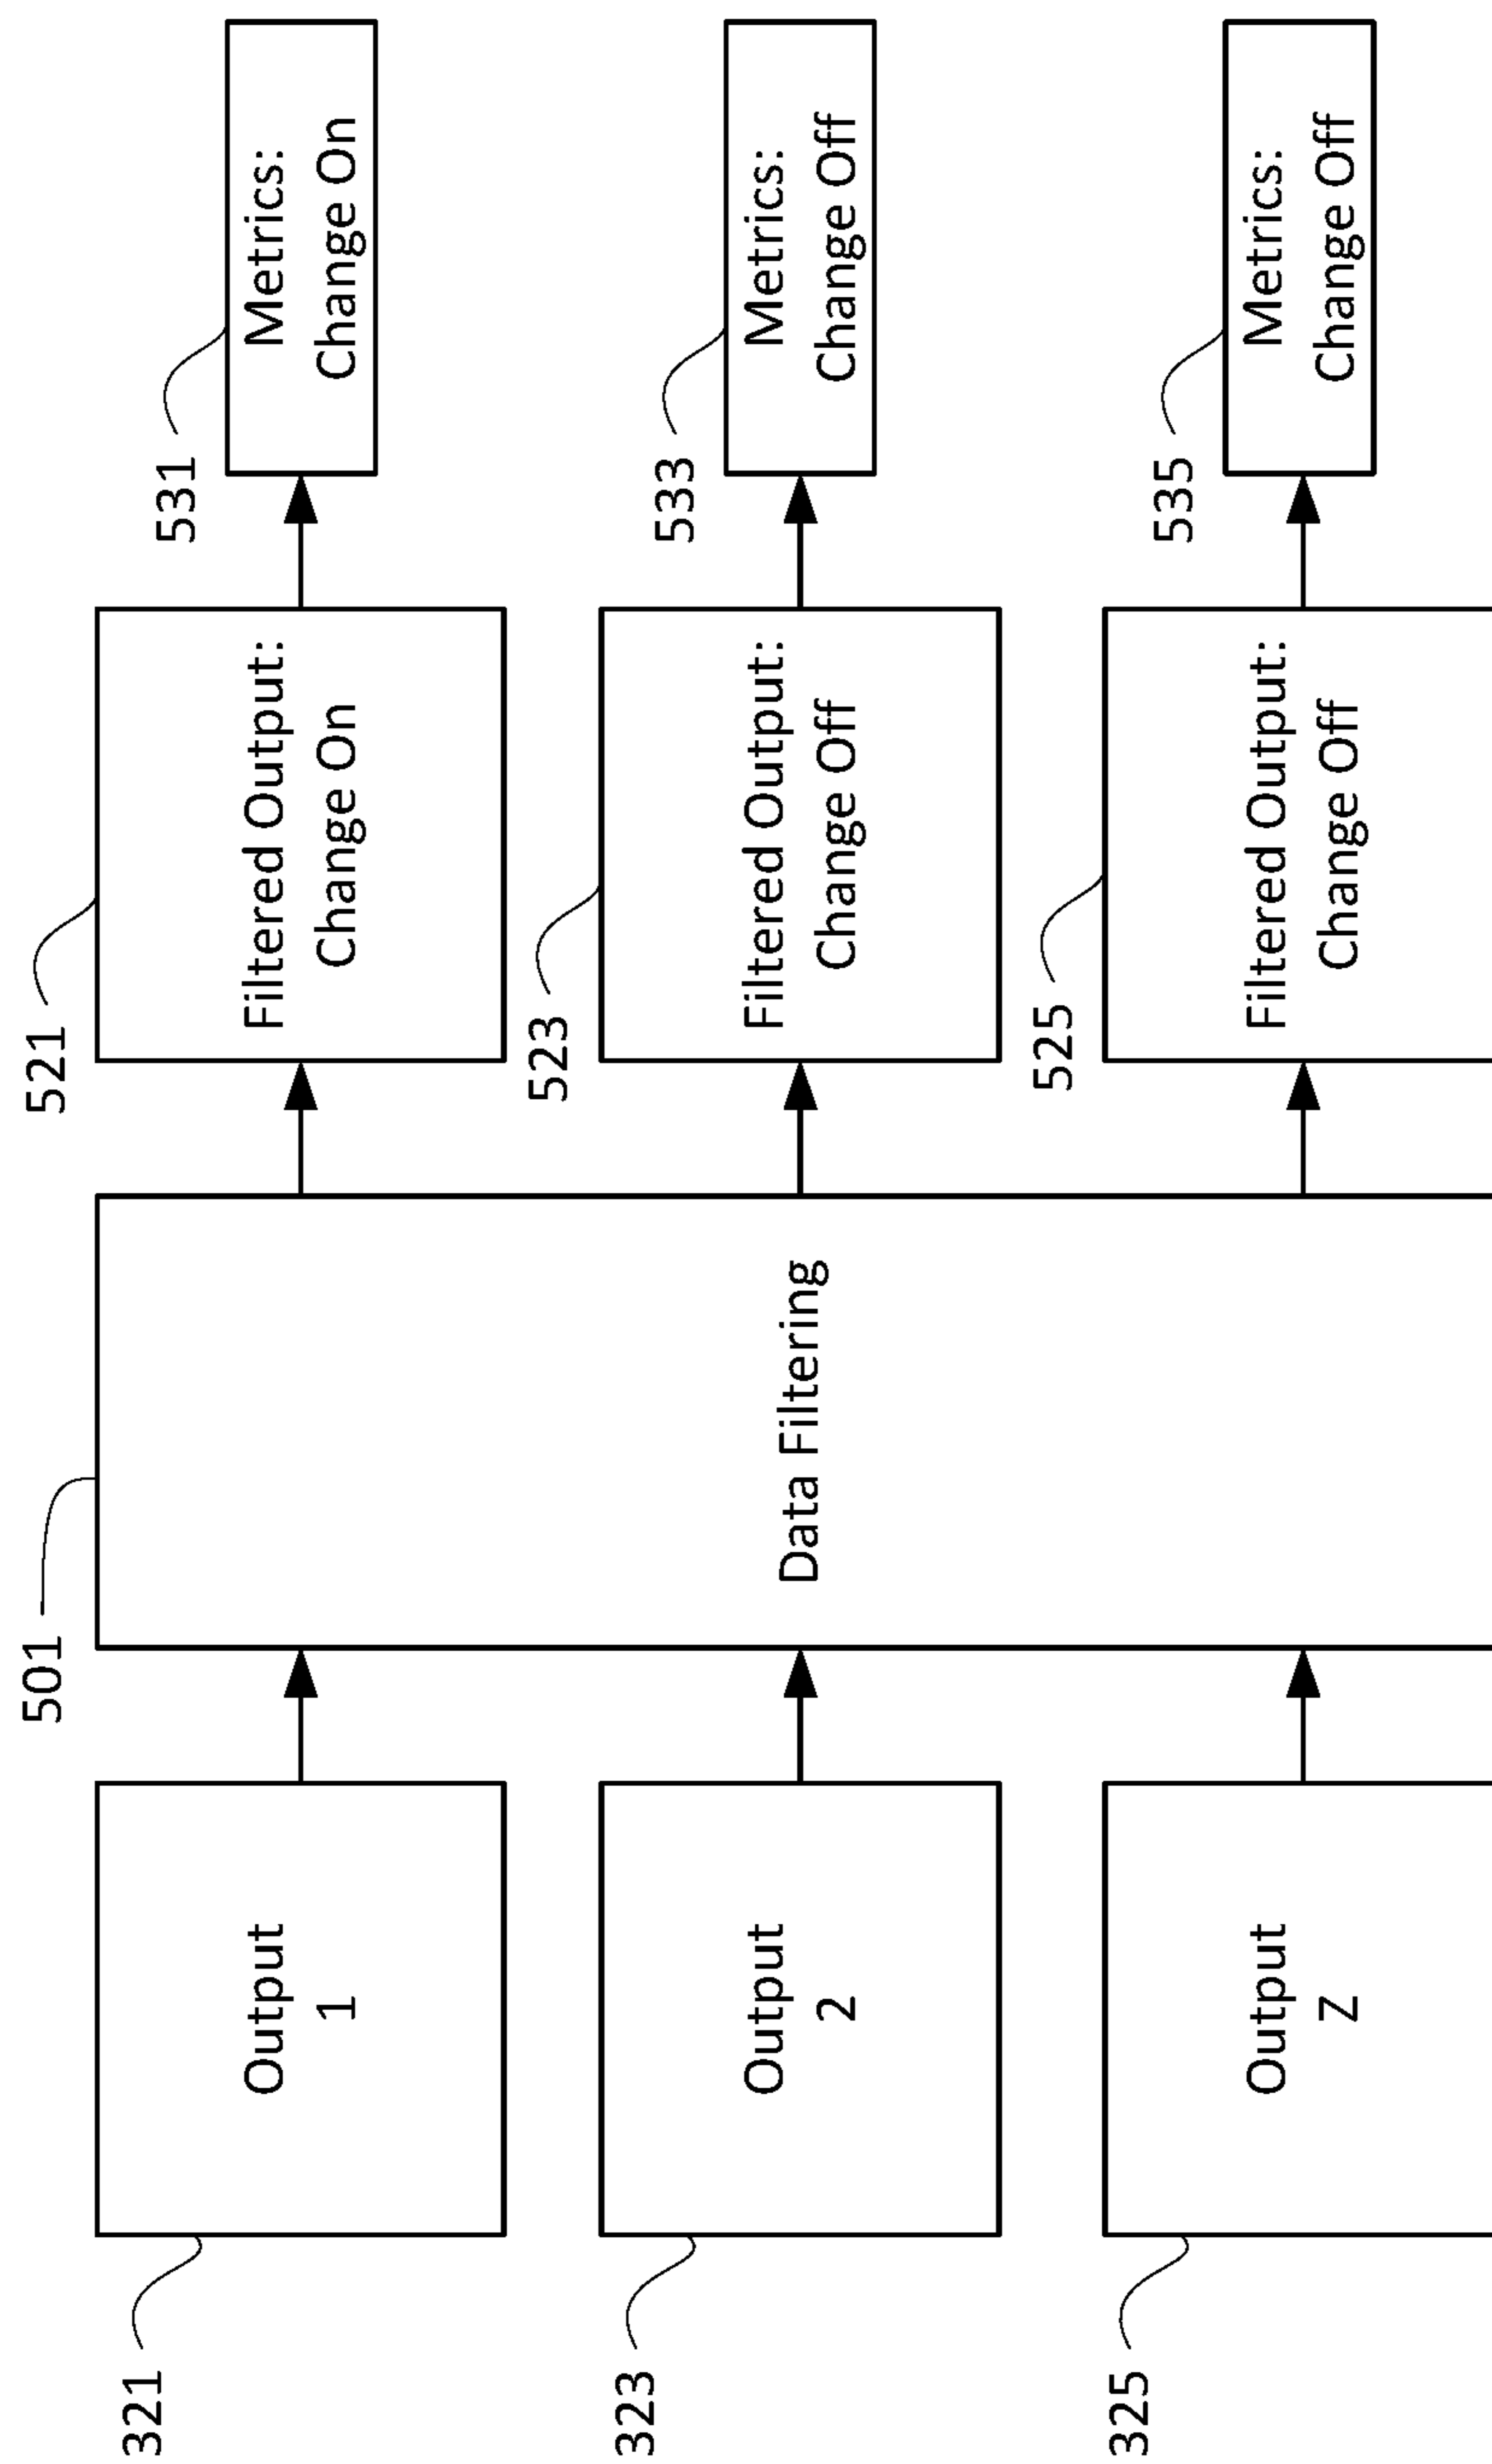 321
Output
1
323
Output
2
325
Output
Z
501
Data Filtering
521
Filtered Output:
Change On
523
Filtered Output:
Change Off
525
Filtered Output:
Change Off
531
Metrics:
Change On
533
Metrics:
Change Off
535
Metrics:
Change Off